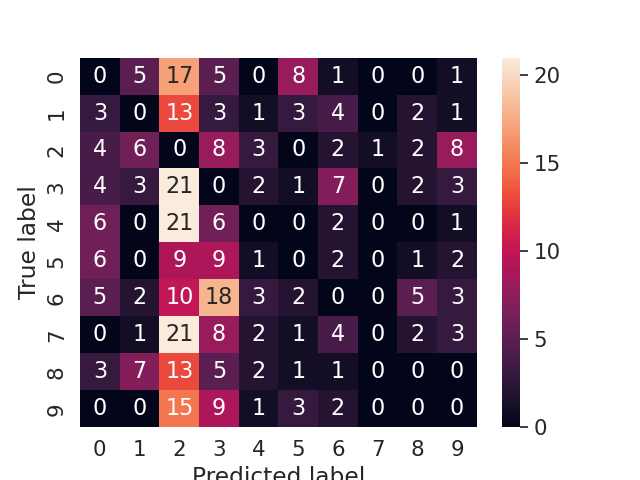 0 0 5 17 5 0 8 1 0 0 1
1 3 0 13 3 1 3 4 0 2 1
2 4 6 0 8 3 0 2 1 2 8
3 4 3 21 0 2 1 7 0 2 3
4 6 0 21 6 0 0 2 0 0 1
5 6 0 9 9 1 0 2 0 1 2
6 5 2 10 18 3 2 0 0 5 3
7 0 1 21 8 2 1 4 0 2 3
8 3 7 13 5 2 1 1 0 0 0
9 0 0 15 9 1 3 2 0 0 0
0 1 2 3 4 5 6 7 8 9
Predicted label
True label
20
15
10
5
0